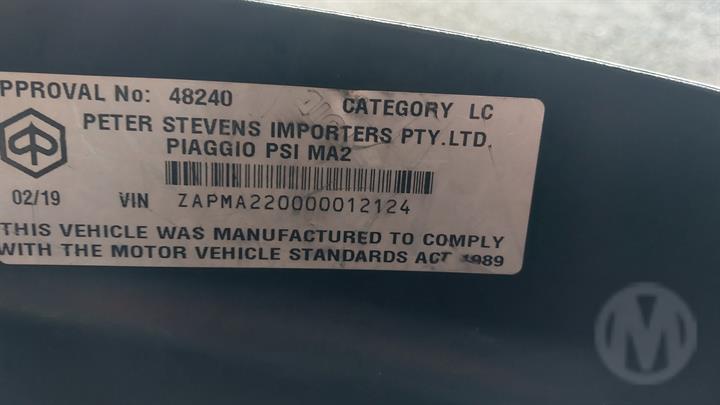 PPROVAL No: 48240 CATEGORY LC
PETER STEVENS IMPORTERS PTY.LTD.
PIAGGIO PSI MA2
02/19 VIN ZAPMA220000012124
THIS VEHICLE WAS MANUFACTURED TO COMPLY
WITH THE MOTOR VEHICLE STANDARDS ACT 1989
M